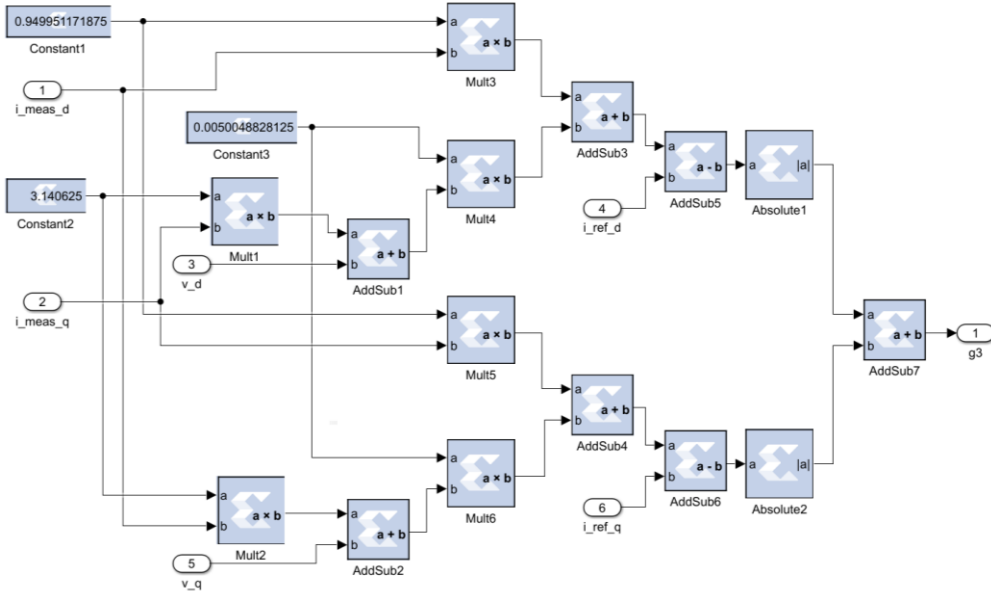 0.949951171875
Constant1
a
b
a × b
Mult3
1
i_meas_d
0.0050048828125
Constant3
a
b
a × b
Mult4
a
b
a + b
AddSub3
a
b
a - b
AddSub5
a
|a|
Absolute1
4
i_ref_d
3.140625
Constant2
a
b
a × b
Mult1
a
b
a + b
AddSub1
3
v_d
2
i_meas_q
a
b
a × b
Mult5
a
b
a + b
AddSub7
1
g3
a
b
a + b
AddSub4
a
b
a × b
Mult6
a
b
a - b
AddSub6
a
|a|
Absolute2
6
i_ref_q
a
b
a × b
Mult2
a
b
a + b
AddSub2
5
v_q